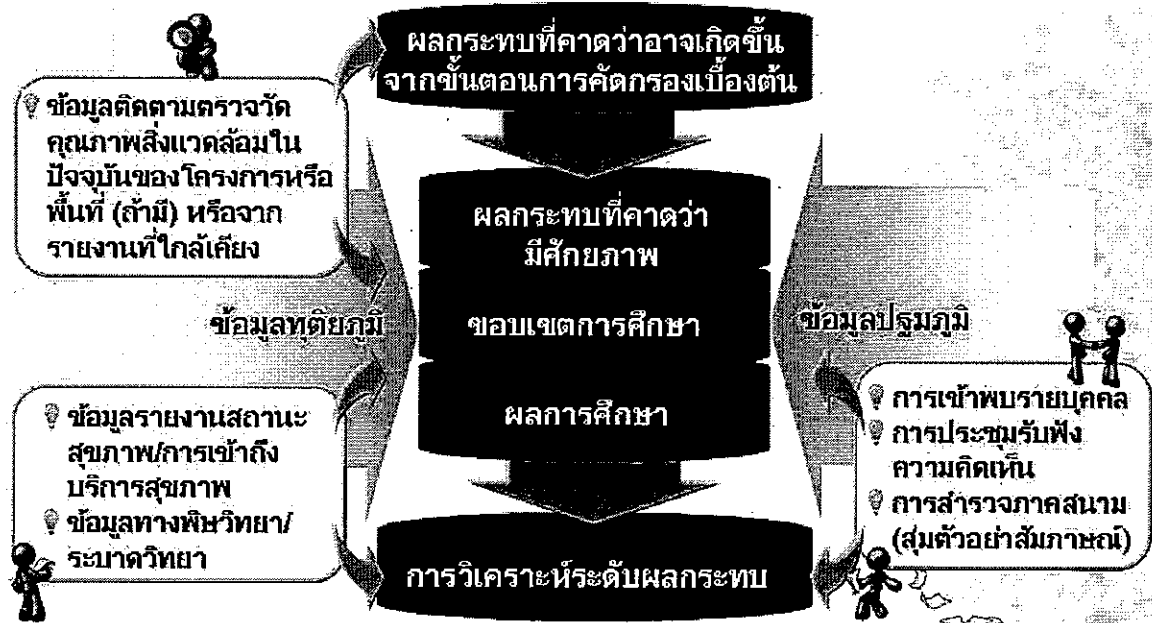 ผลกระทบที่คาดว่าอาจเกิดขึ้น
จากขั้นตอนการคัดกรองเบื้องต้น
ข้อมูลติดตามตรวจวัด
คุณภาพสิ่งแวดล้อมใน
ปัจจุบันของโครงการหรือ
พื้นที่ (ถ้ามี) หรือจาก
รายงานที่ใกล้เคียง
ผลกระทบที่คาดว่า
มีศักยภาพ
ข้อมูลทุติยภูมิ
ขอบเขตการศึกษา
ข้อมูลปฐมภูมิ
ผลการศึกษา
ข้อมูลรายงานสถานะ
สุขภาพ/การเข้าถึง
บริการสุขภาพ
ข้อมูลทางพิษวิทยา/
ระบาดวิทยา
การเข้าพบรายบุคคล
การประชุมรับฟัง
ความคิดเห็น
การสำรวจภาคสนาม
(สุ่มตัวอย่าสัมภาษณ์)
การวิเคราะห์ระดับผลกระทบ